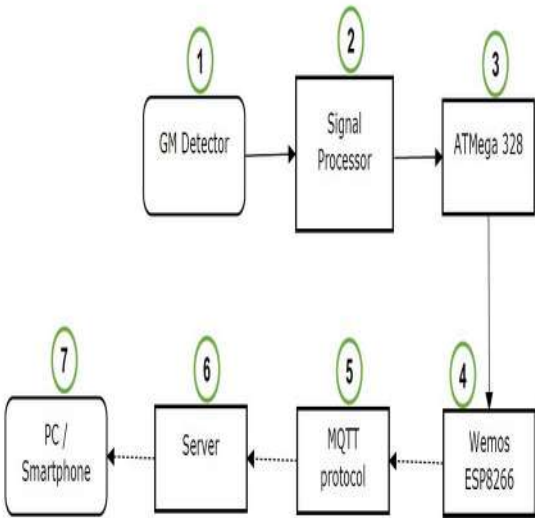 1
GM Detector
2
Signal
Processor
3
ATMega 328
4
Wemos
ESP8266
5
MQTT
protocol
6
Server
7
PC /
Smartphone